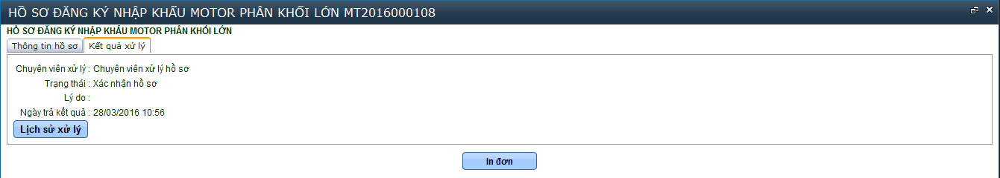 HỒ SƠ ĐĂNG KÝ NHẬP KHẨU MOTOR PHÂN KHỐI LỚN MT2016000108
HỒ SƠ ĐĂNG KÝ NHẬP KHẨU MOTOR PHÂN KHỐI LỚN
Thông tin hồ sơ Kết quả xử lý
Chuyên viên xử lý : Chuyên viên xử lý hồ sơ
Trạng thái : Xác nhận hồ sơ
Lý do :
Ngày trả kết quả : 28/03/2016 10:56
Lịch sử xử lý
In đơn